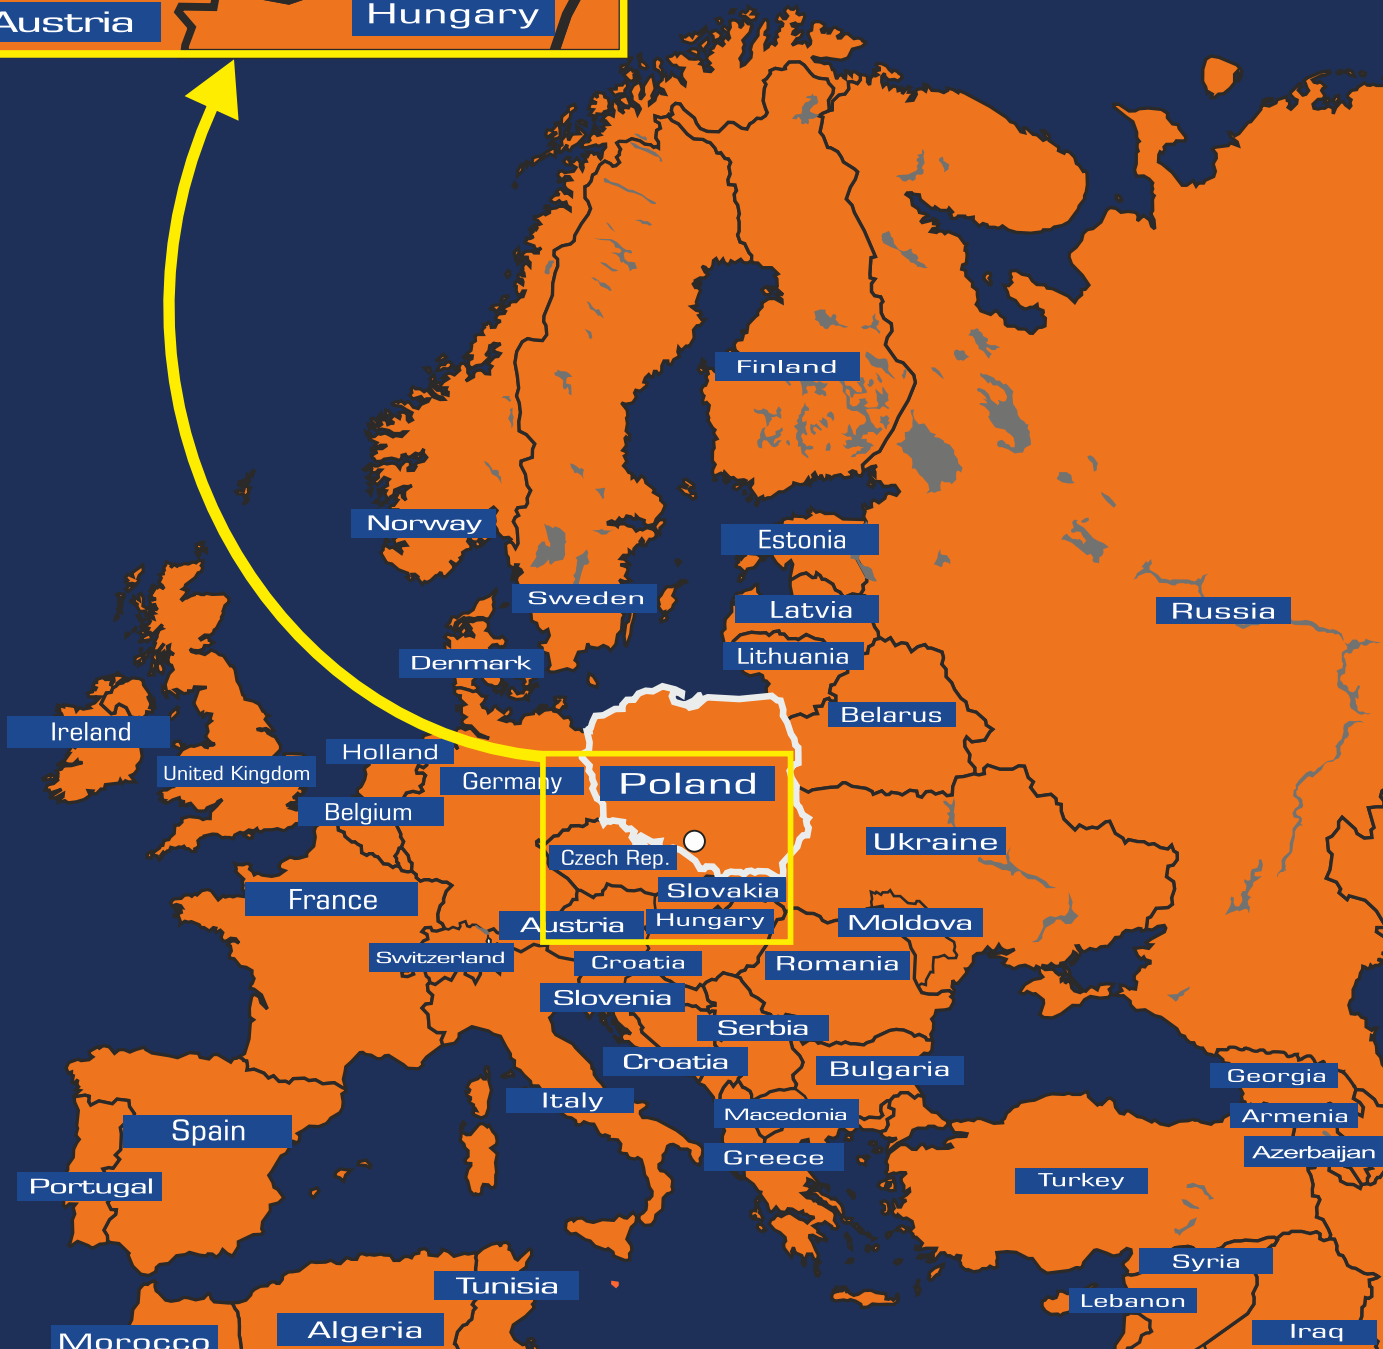 Austria
Hungary
Finland
Norway
Estonia
Sweden
Latvia
Russia
Lithuania
Denmark
Belarus
Ireland
Holland
United Kingdom
Germany
Poland
Belgium
Ukraine
Czech Rep.
Slovakia
France
Austria
Hungary
Moldova
Switzerland
Croatia
Romania
Slovenia
Serbia
Croatia
Bulgaria
Georgia
Italy
Macedonia
Armenia
Spain
Greece
Azerbaijan
Portugal
Turkey
Syria
Tunisia
Lebanon
Algeria
Iraq
Morocco